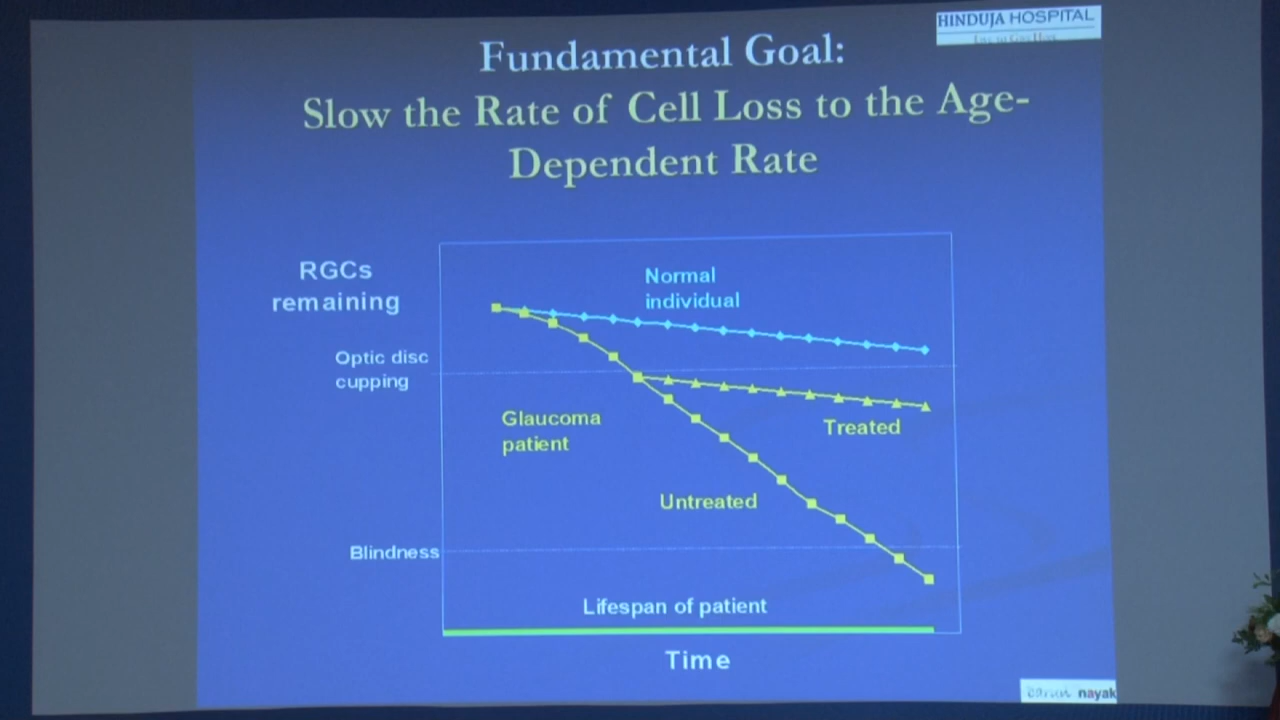 HINDUJA HOSPITAL
Fundamental Goal:
Slow the Rate of Cell Loss to the Age-
Dependent Rate
RGCs
remaining
Normal
individual
Optic disc
cupping
Glaucoma
patient
Treated
Untreated
Blindness
Lifespan of patient
Time
nayak